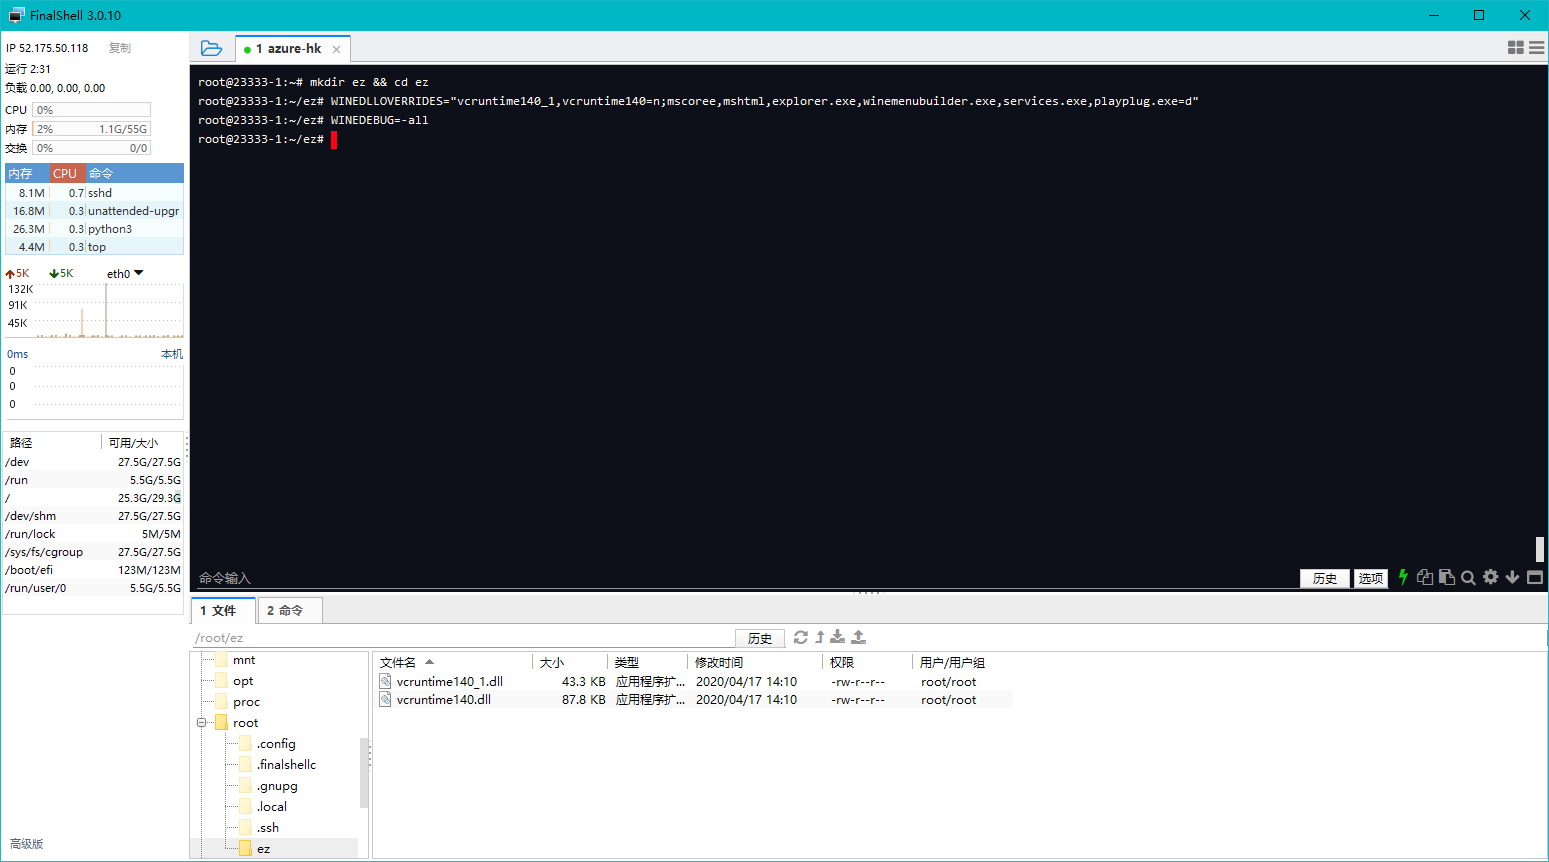 FinalShell 3.0.10
IP 52.175.50.118 复制
运行 2:31
负载 0.00, 0.00, 0.00
CPU 0%
内存 2% 1.1G/55G
交换 0% 0/0
内存 CPU 命令
8.1M 0.7 sshd
16.8M 0.3 unattended-upgr
26.3M 0.3 python3
4.4M 0.3 top
5K 5K eth0
132K
91K
45K
0ms 本机
0
0
0
路径 可用/大小
/dev 27.5G/27.5G
/run 5.5G/5.5G
/ 25.3G/29.3G
/dev/shm 27.5G/27.5G
/run/lock 5M/5M
/sys/fs/cgroup 27.5G/27.5G
/boot/efi 123M/123M
/run/user/0 5.5G/5.5G
高级版
1 azure-hk
root@23333-1:~# mkdir ez && cd ez
root@23333-1:~/ez# WINEDLLOVERRIDES="vcruntime140_1,vcruntime140=n;mscoree,mshtml,explorer.exe,winemenubuilder.exe,services.exe,playplug.exe=d"
root@23333-1:~/ez# WINEDEBUG=-all
root@23333-1:~/ez#
命令输入 历史 选项
1 文件 2 命令
/root/ez 历史
mnt
opt
proc
root
.config
.finalshellc
.gnupg
.local
.ssh
ez
文件名 大小 类型 修改时间 权限 用户/用户组
vcruntime140_1.dll 43.3 KB 应用程序扩... 2020/04/17 14:10 -rw-r--r-- root/root
vcruntime140.dll 87.8 KB 应用程序扩... 2020/04/17 14:10 -rw-r--r-- root/root